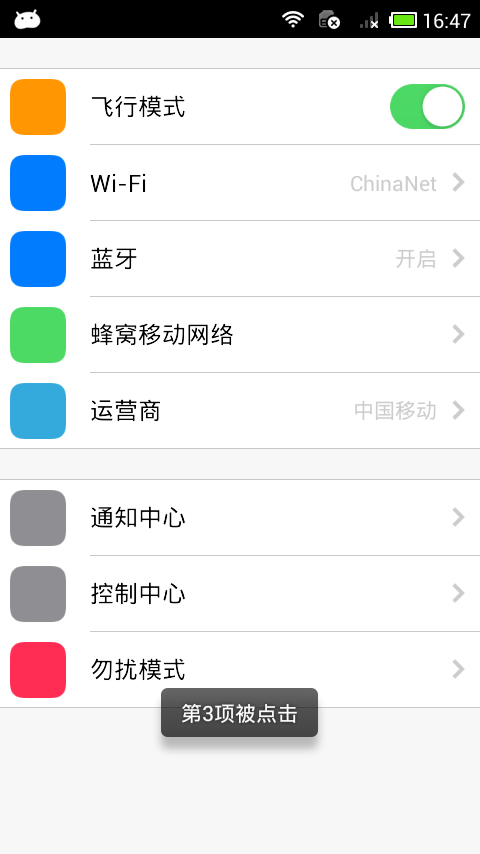 16:47
飞行模式
Wi-Fi ChinaNet
蓝牙 开启
蜂窝移动网络
运营商 中国移动
通知中心
控制中心
勿扰模式
第3项被点击